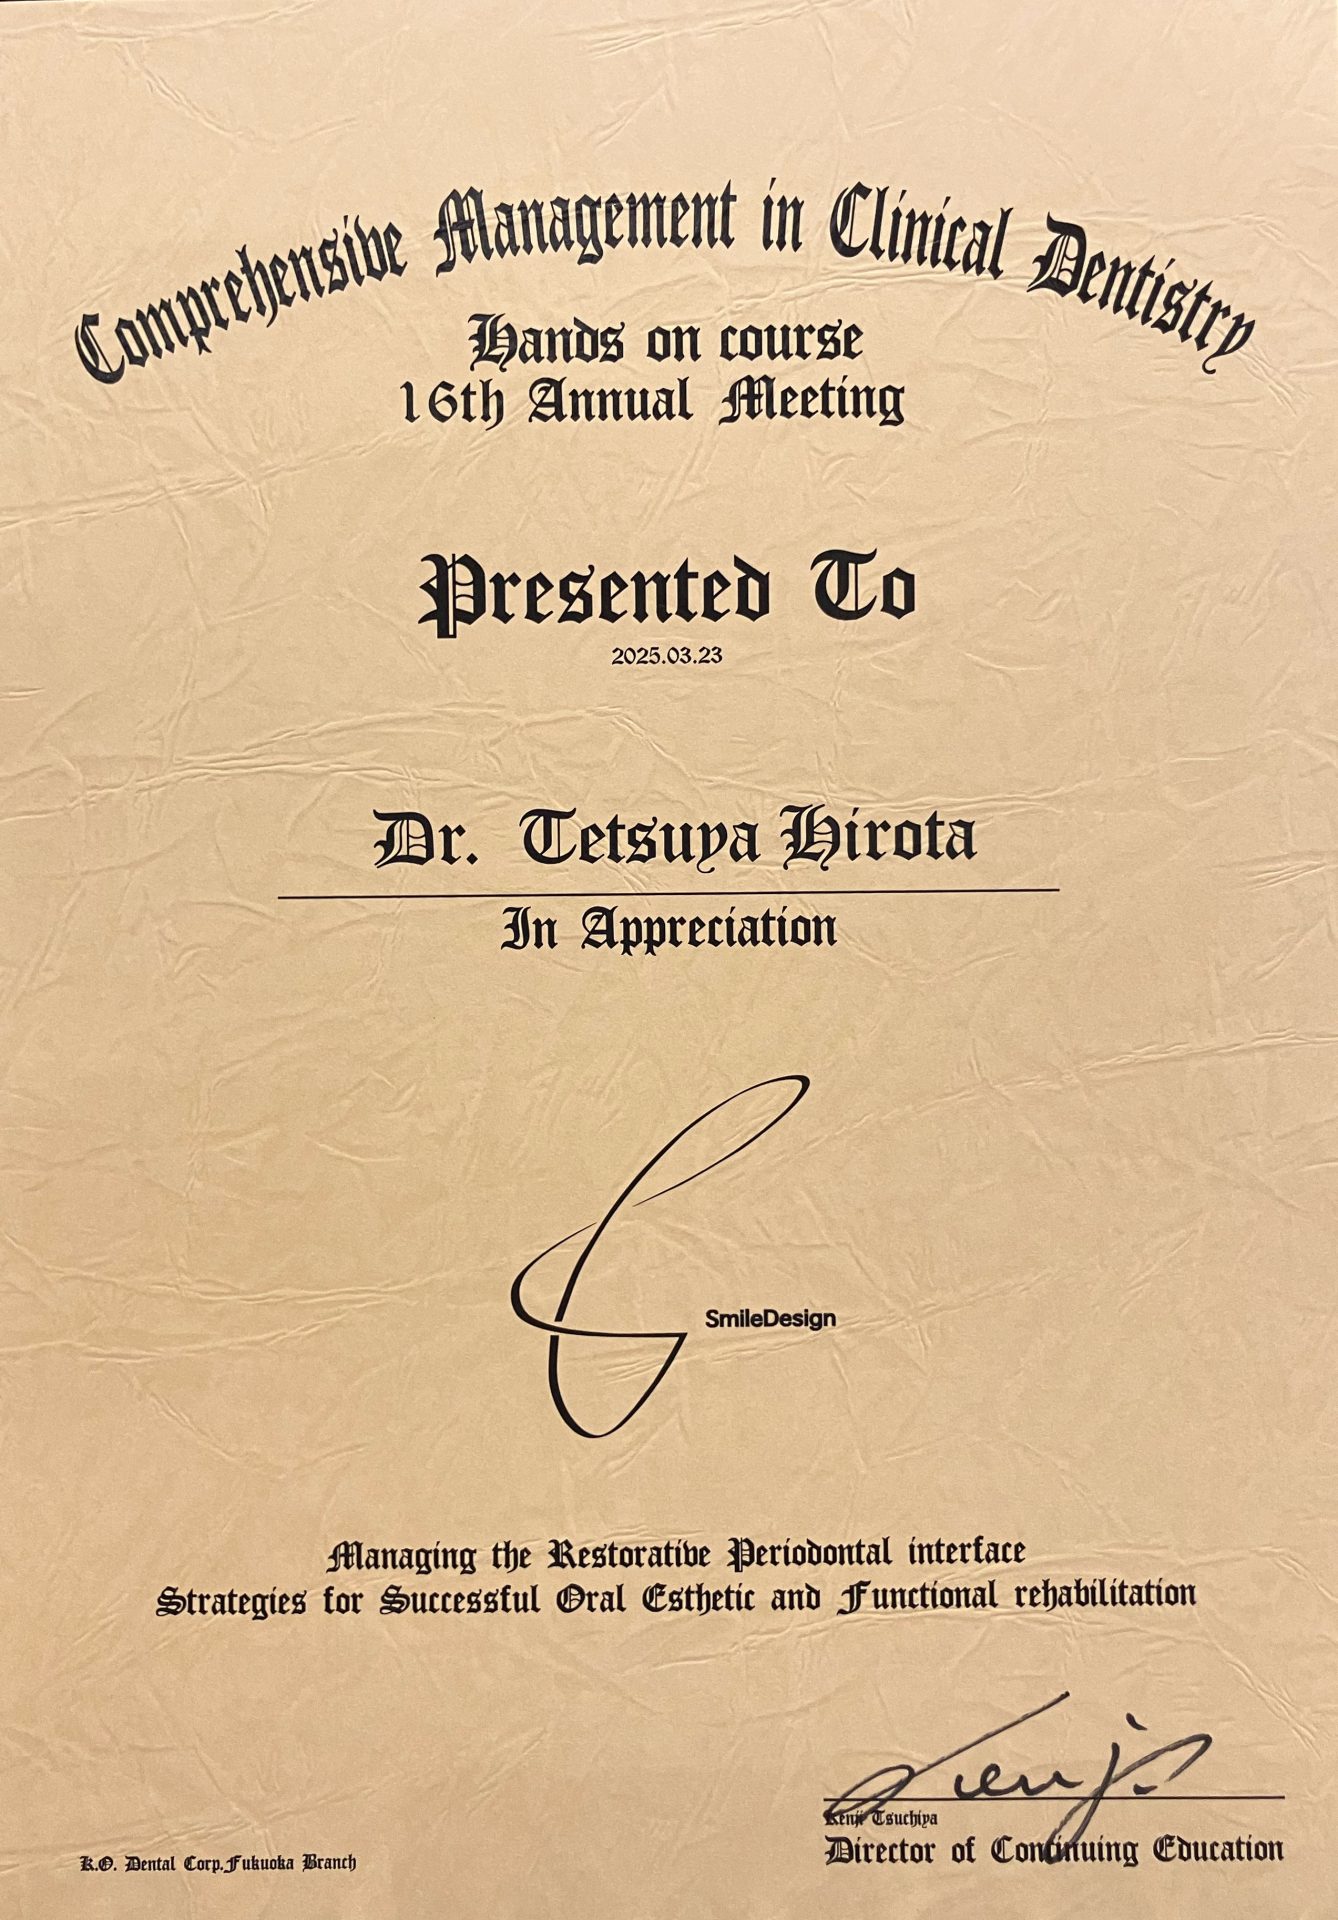 Comprehensive Management in Clinical Dentistry
Hands on course
16th Annual Meeting
Presented To
2025.03.23
Dr. Tetsuya Hirota
In Appreciation
SmileDesign
Managing the Restorative Periodontal interface
Strategies for Successful Oral Esthetic and Functional rehabilitation
Kenji
Kenji Tsuchiya
Director of Continuing Education
K.O. Dental Corp.Fukuoka Branch